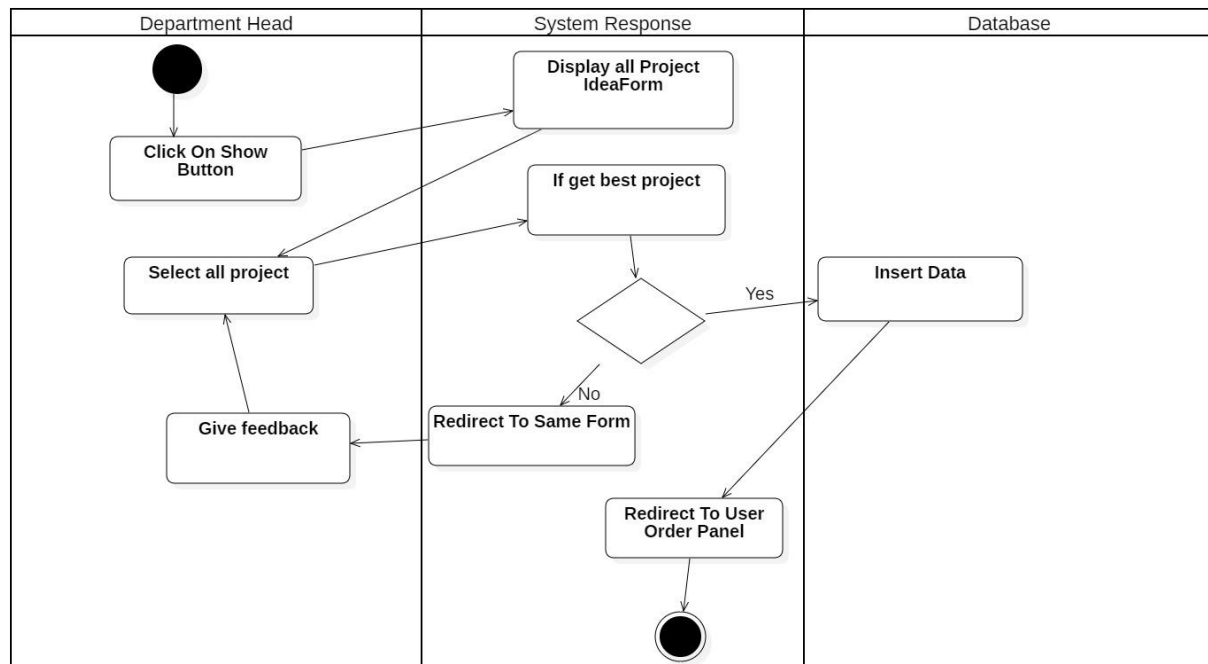 Department Head
System Response
Database
Display all Project
IdeaForm
Click On Show
Button
If get best project
Select all project
Insert Data
Yes
No
Redirect To Same Form
Give feedback
Redirect To User
Order Panel